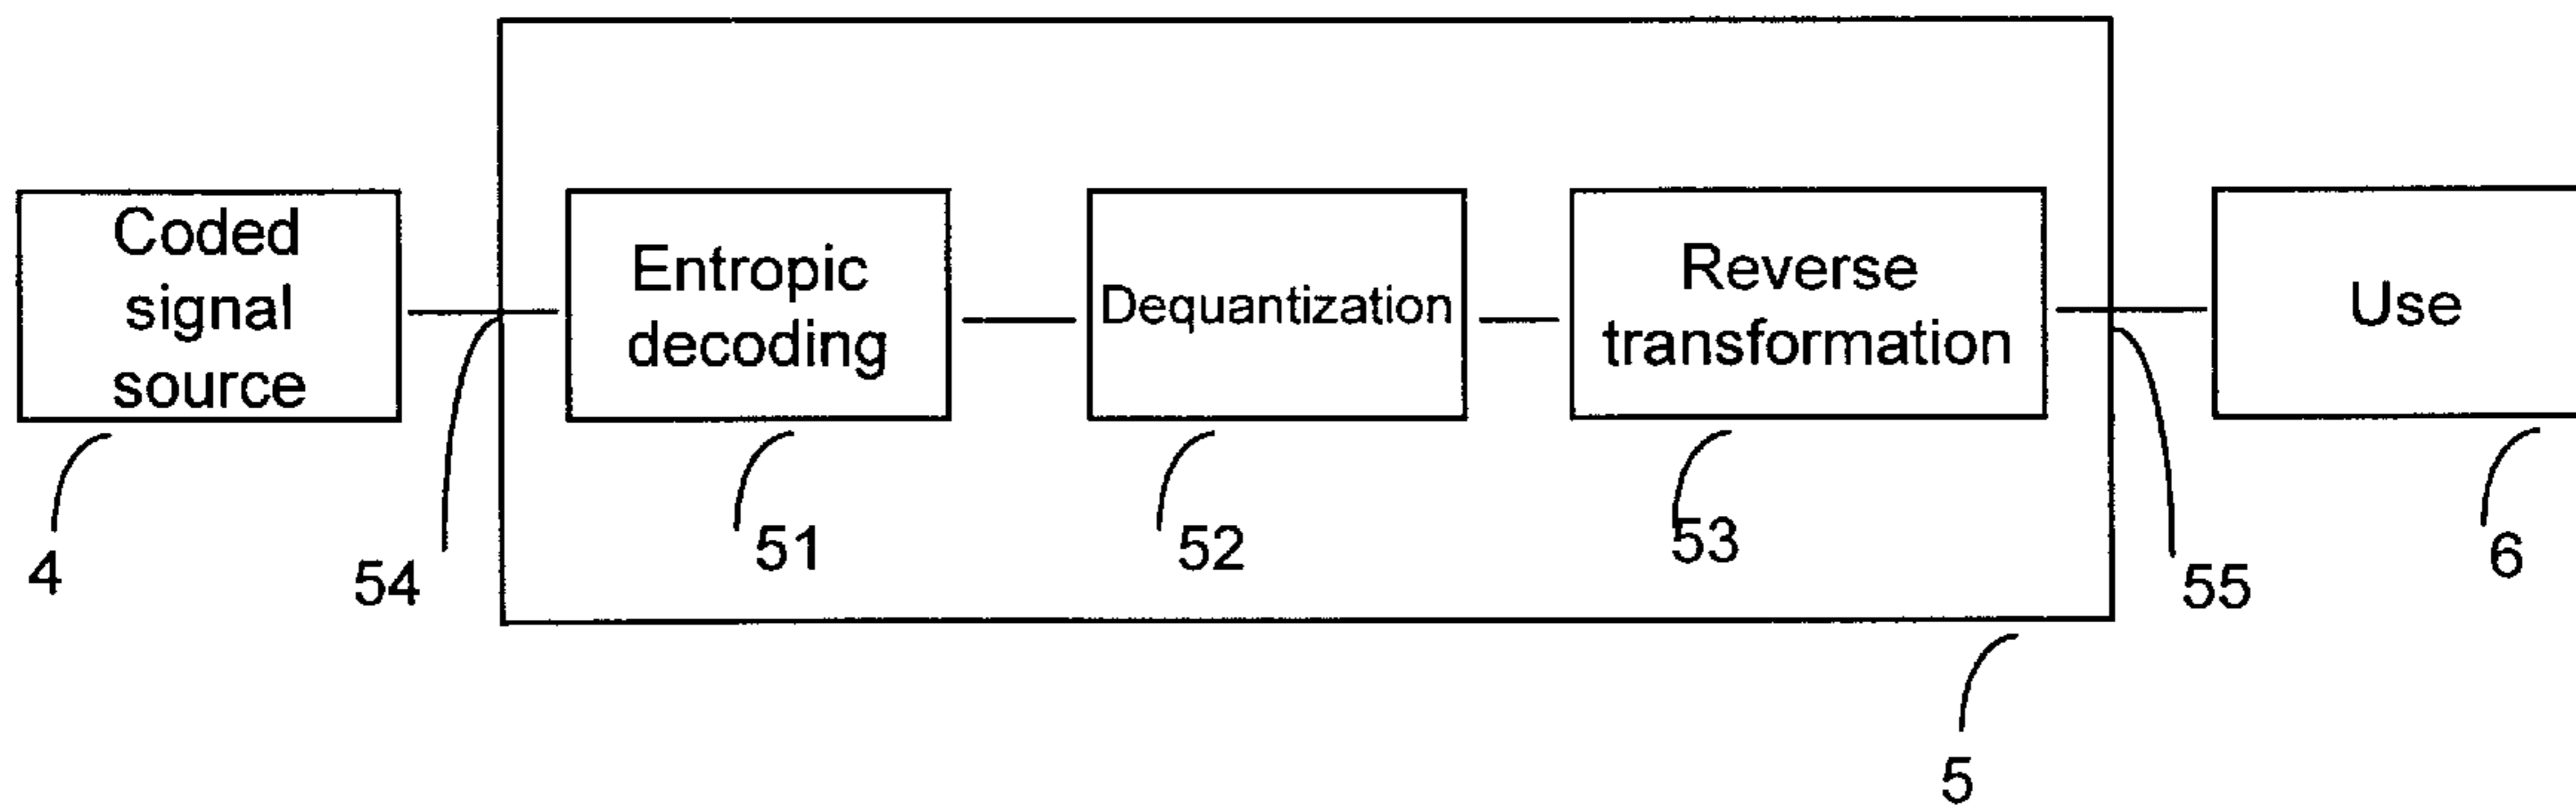 Coded
signal
source
Entropic
decoding
Dequantization
Reverse
transformation
Use
4
54
51
52
53
55
6
5